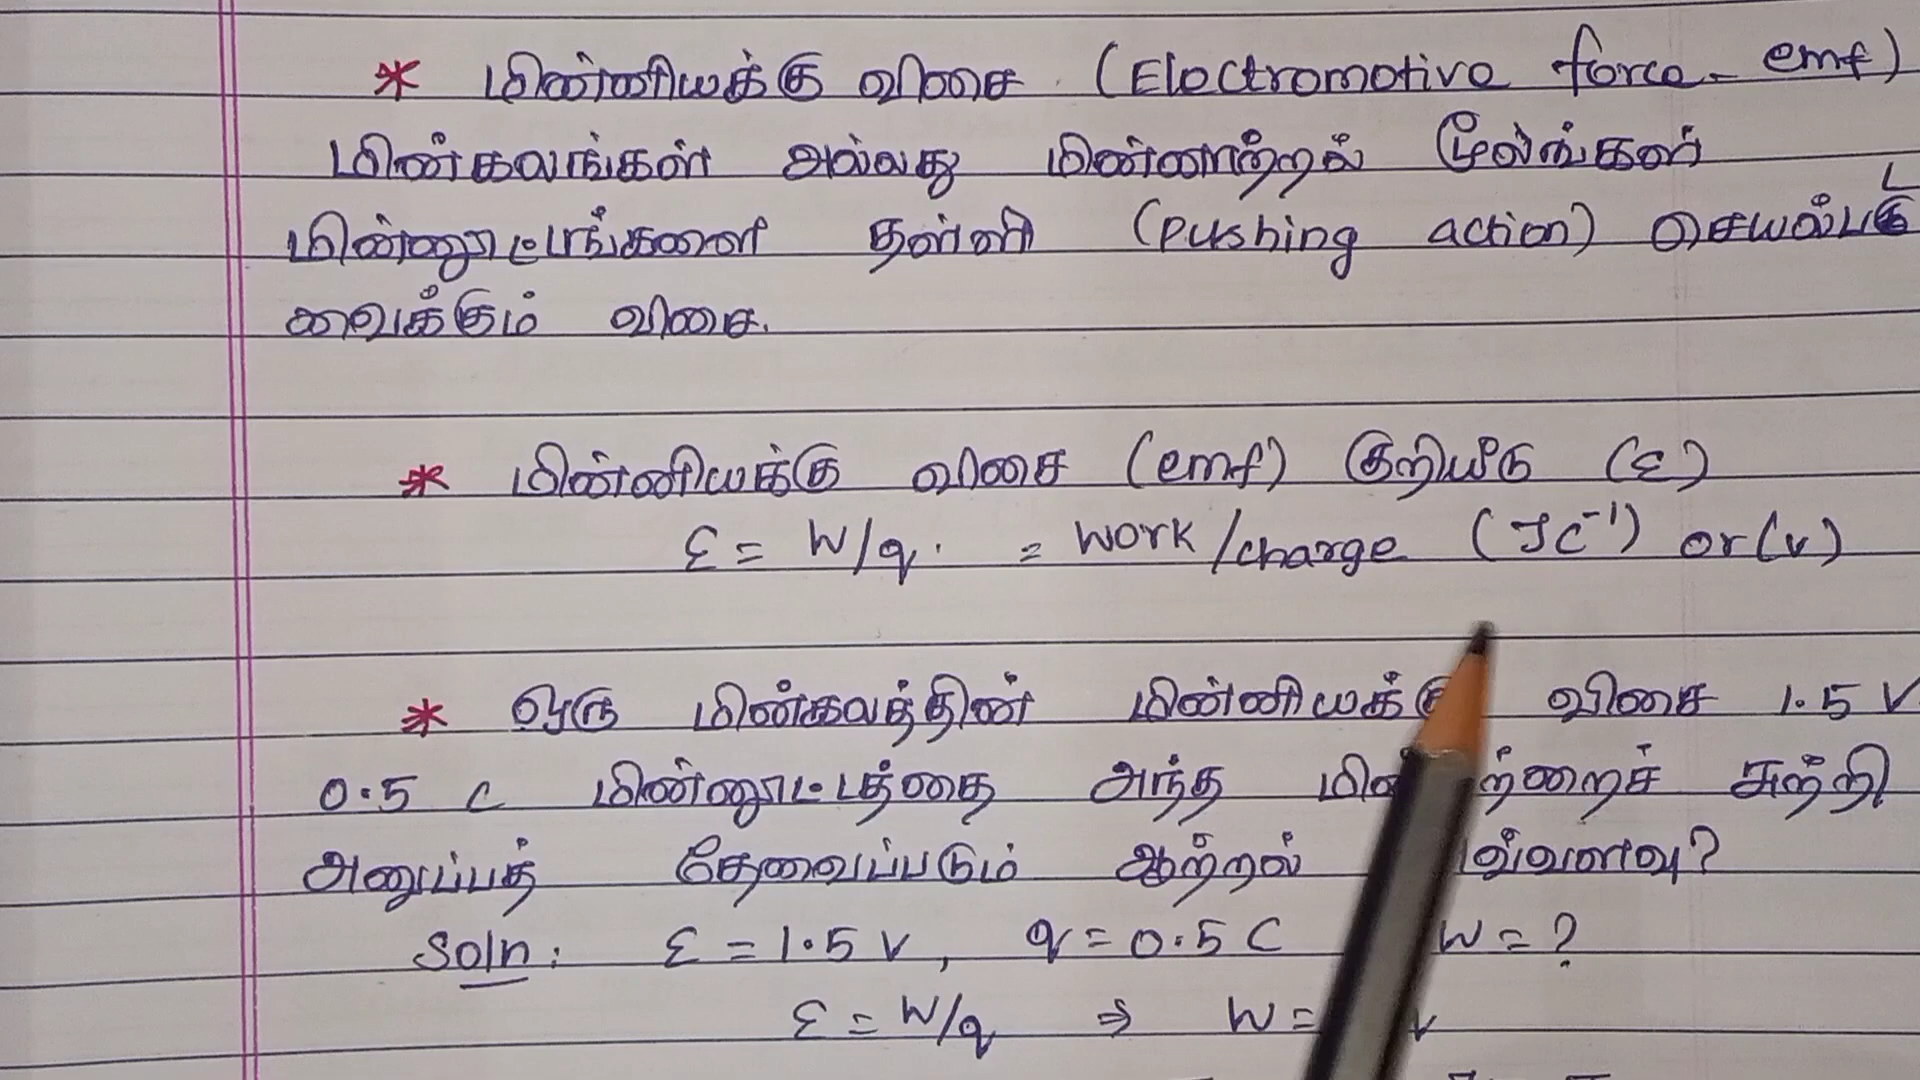 * மின்னியக்கு விசை (Electromotive force - emf)
மின்கலங்கள் அல்லது மின்னாற்றல் மூலங்கள்
மின்னூட்டங்களை தள்ளி (pushing action) செயல்பட
வைக்கும் விசை.
* மின்னியக்கு விசை (emf) குறியீடு (ε)
ε = W/q. = work/charge (JC⁻¹) or (v)
* ஒரு மின்கலத்தின் மின்னியக்கு விசை 1.5 V
0.5 C மின்னூட்டத்தை அந்த சுற்றி
அனுப்பத் தேவைப்படும் ஆற்றல்
Soln: ε = 1.5 V, q = 0.5 C W = ?
ε = W/q ⇒ W =